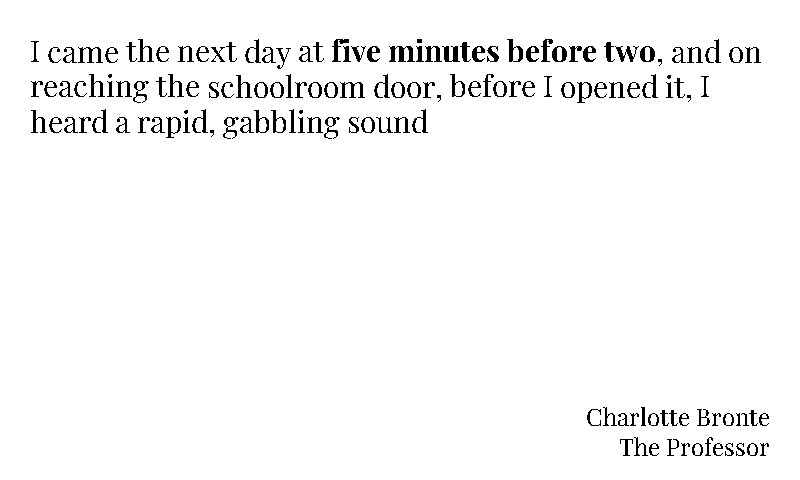 I came the next day at five minutes before two, and on
reaching the schoolroom door, before I opened it, I
heard a rapid, gabbling sound
Charlotte Bronte
The Professor